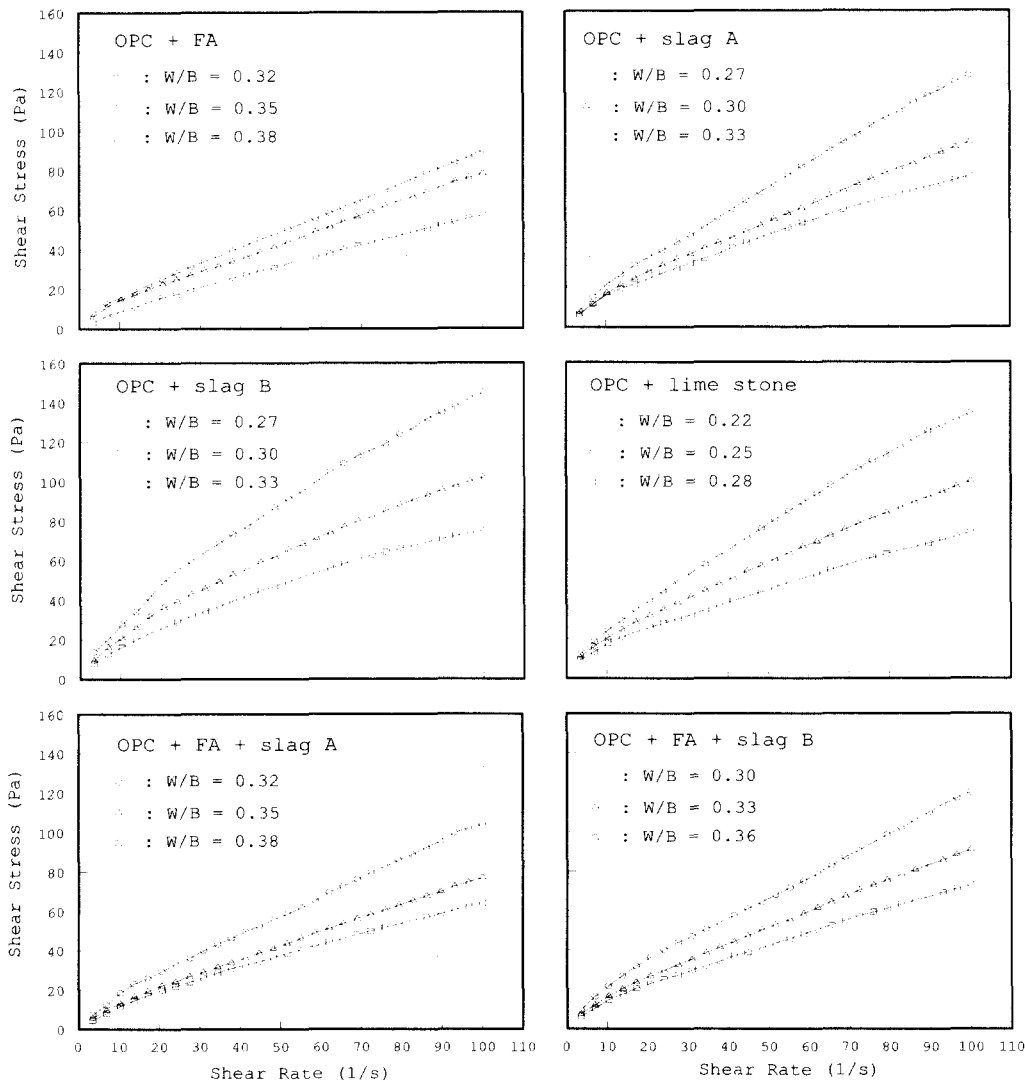 160
140
120
100
80
60
40
20
0
Shear Stress (Pa)
OPC + FA
: W/B = 0.32
: W/B = 0.35
: W/B = 0.38
OPC + slag A
: W/B = 0.27
: W/B = 0.30
: W/B = 0.33
160
140
120
100
80
60
40
20
0
Shear Stress (Pa)
OPC + slag B
: W/B = 0.27
: W/B = 0.30
: W/B = 0.33
OPC + lime stone
: W/B = 0.22
: W/B = 0.25
: W/B = 0.28
160
140
120
100
80
60
40
20
0
Shear Stress (Pa)
OPC + FA + slag A
: W/B = 0.32
: W/B = 0.35
: W/B = 0.38
OPC + FA + slag B
: W/B = 0.30
: W/B = 0.33
: W/B = 0.36
0 10 20 30 40 50 60 70 80 90 100 110
0 10 20 30 40 50 60 70 80 90 100 110
Shear Rate (1/s)
Shear Rate (1/s)